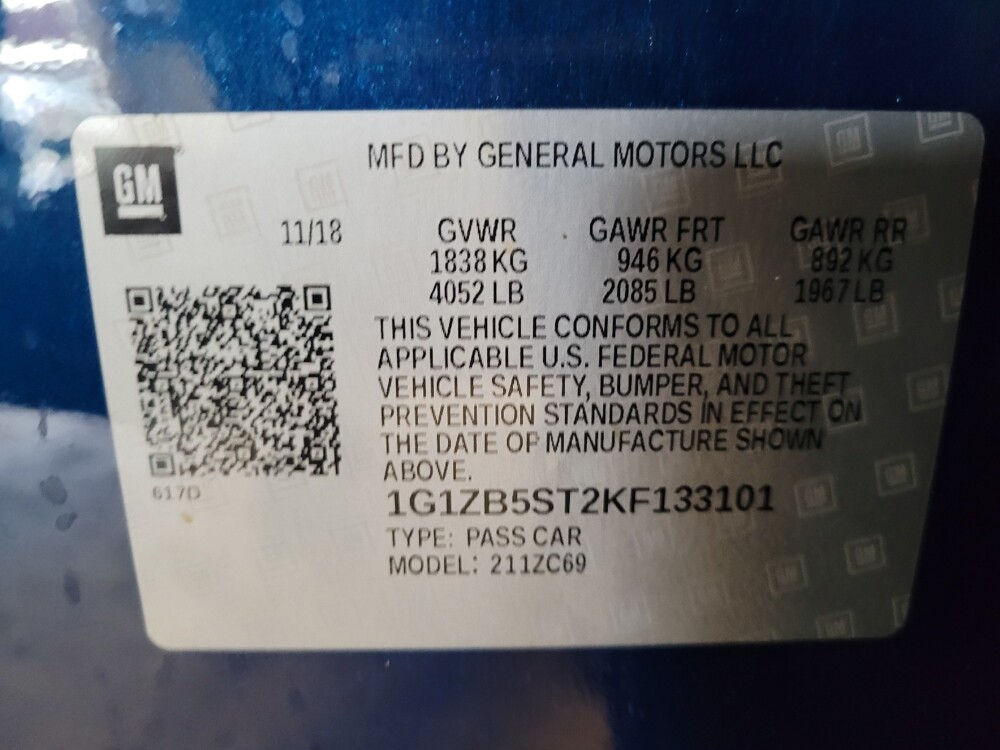 GM
MFD BY GENERAL MOTORS LLC
11/18 GVWR GAWR FRT GAWR RR
1838 KG 946 KG 892 KG
4052 LB 2085 LB 1967 LB
THIS VEHICLE CONFORMS TO ALL
APPLICABLE U.S. FEDERAL MOTOR
VEHICLE SAFETY, BUMPER, AND THEFT
PREVENTION STANDARDS IN EFFECT ON
THE DATE OF MANUFACTURE SHOWN
ABOVE.
617D
1G1ZB5ST2KF133101
TYPE: PASS CAR
MODEL: 211ZC69